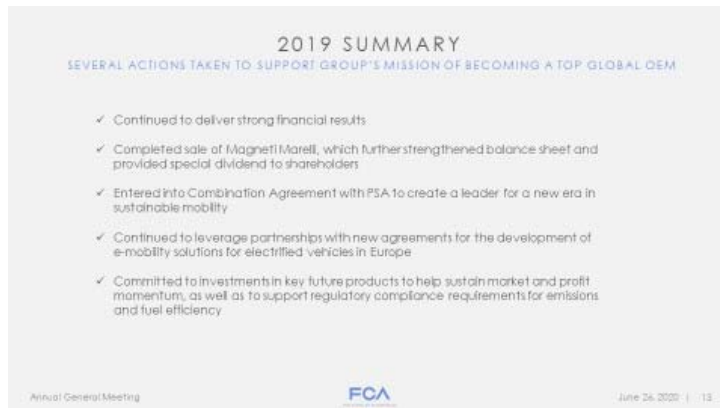 2019 SUMMARY
SEVERAL ACTIONS TAKEN TO SUPPORT GROUP'S MISSION OF BECOMING A TOP GLOBAL OEM
✓ Continued to deliver strong financial results
✓ Completed sale of Magneti Marelli, which further strengthened balance sheet and
provided special dividend to shareholders
✓ Entered into Combination Agreement with PSA to create a leader for a new era in
sustainable mobility
✓ Continued to leverage partnerships with new agreements for the development of
e-mobility solutions for electrified vehicles in Europe
✓ Committed to investments in key future products to help sustain market and profit
momentum, as well as to support regulatory compliance requirements for emissions
and fuel efficiency
Annual General Meeting
FCA
June 26, 2020 | 13